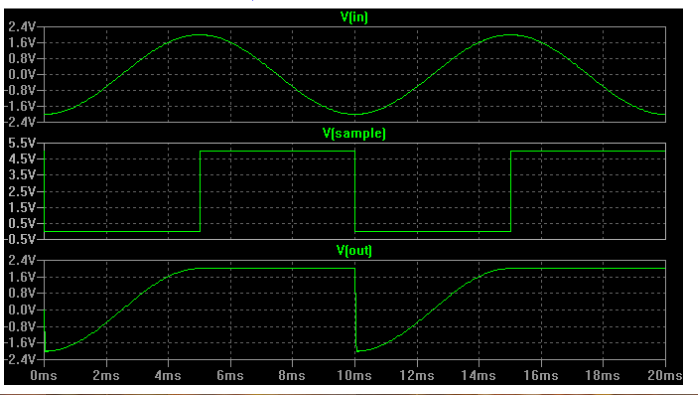 V(in)
2.4V
1.6V
0.8V
0.0V
-0.8V
-1.6V
-2.4V
V(sample)
5.5V
4.5V
3.5V
2.5V
1.5V
0.5V
-0.5V
V(out)
2.4V
1.6V
0.8V
0.0V
-0.8V
-1.6V
-2.4V
0ms 2ms 4ms 6ms 8ms 10ms 12ms 14ms 16ms 18ms 20ms